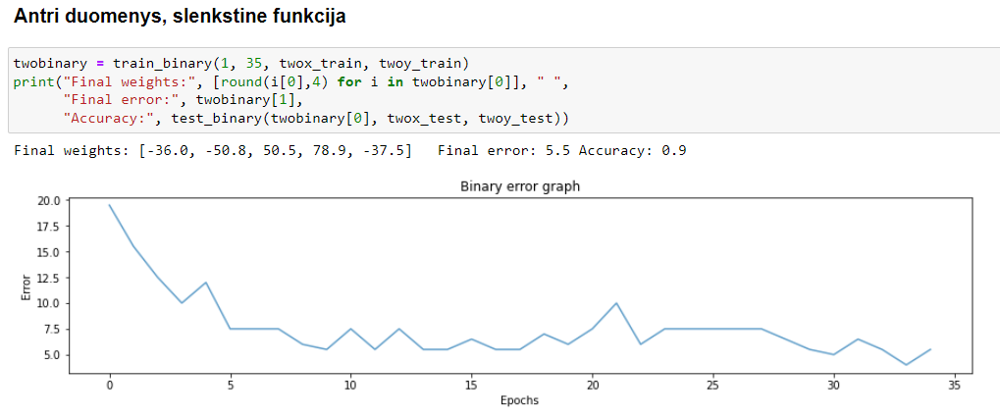 Antri duomenys, slenkstine funkcija
twobinary = train_binary(1, 35, twox_train, twoy_train)
print("Final weights:", [round(i[0],4) for i in twobinary[0]], " ",
"Final error:", twobinary[1],
"Accuracy:", test_binary(twobinary[0], twox_test, twoy_test))
Final weights: [-36.0, -50.8, 50.5, 78.9, -37.5]   Final error: 5.5 Accuracy: 0.9
Binary error graph
20.0
17.5
15.0
12.5
10.0
7.5
5.0
Error
0 5 10 15 20 25 30 35
Epochs